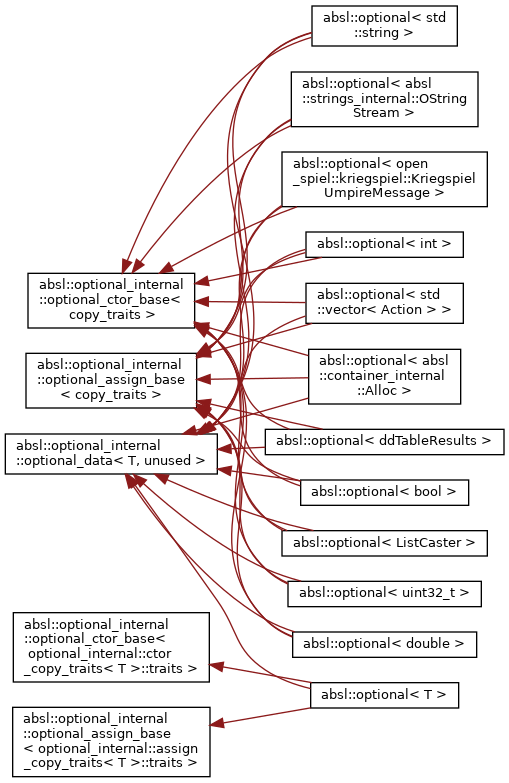 absl::optional< std
::string >
absl::optional< absl
::strings_internal::OString
Stream >
absl::optional< open
_spiel::kriegspiel::Kriegspiel
UmpireMessage >
absl::optional< int >
absl::optional_internal
::optional_ctor_base<
copy_traits >
absl::optional< std
::vector< Action > >
absl::optional_internal
::optional_assign_base
< copy_traits >
absl::optional< absl
::container_internal
::Alloc >
absl::optional_internal
::optional_data< T, unused >
absl::optional< ddTableResults >
absl::optional< bool >
absl::optional< ListCaster >
absl::optional< uint32_t >
absl::optional< double >
absl::optional_internal
::optional_ctor_base<
optional_internal::ctor
_copy_traits< T >::traits >
absl::optional< T >
absl::optional_internal
::optional_assign_base
< optional_internal::assign
_copy_traits< T >::traits >